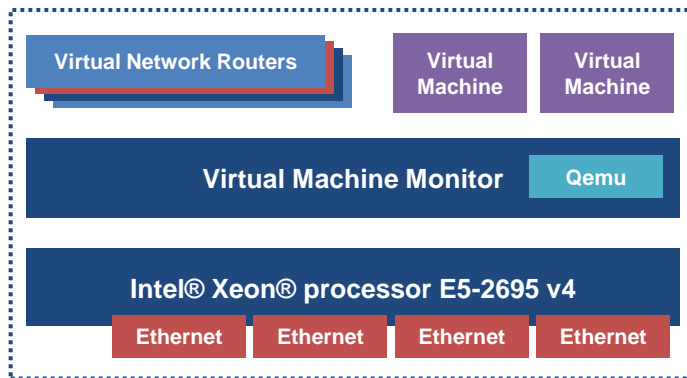 Virtual Network Routers
Virtual
Machine
Virtual
Machine
Virtual Machine Monitor
Qemu
Intel® Xeon® processor E5-2695 v4
Ethernet
Ethernet
Ethernet
Ethernet